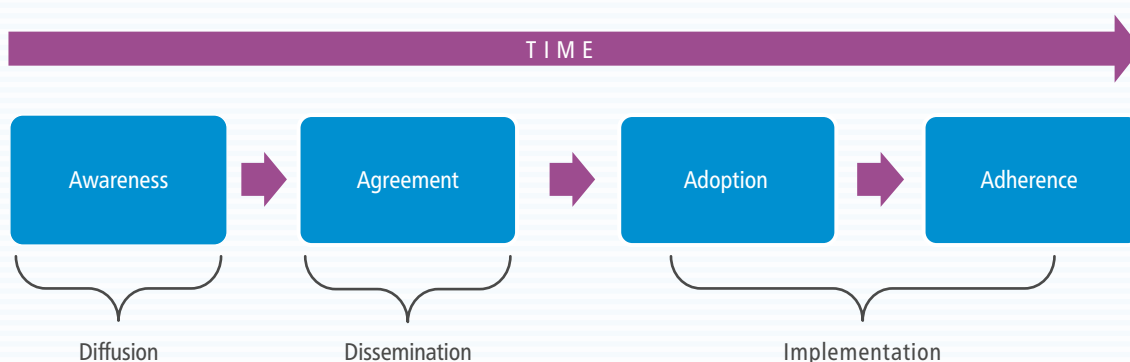 TIME
Awareness
Agreement
Adoption
Adherence
Diffusion
Dissemination
Implementation